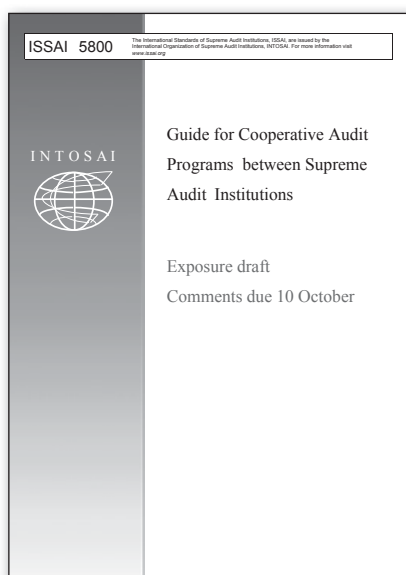 ISSAI 5800
The International Standards of Supreme Audit Institutions, ISSAI, are issued by the
International Organization of Supreme Audit Institutions, INTOSAI. For more information visit
www.issai.org
INTOSAI
Guide for Cooperative Audit
Programs between Supreme
Audit Institutions
Exposure draft
Comments due 10 October